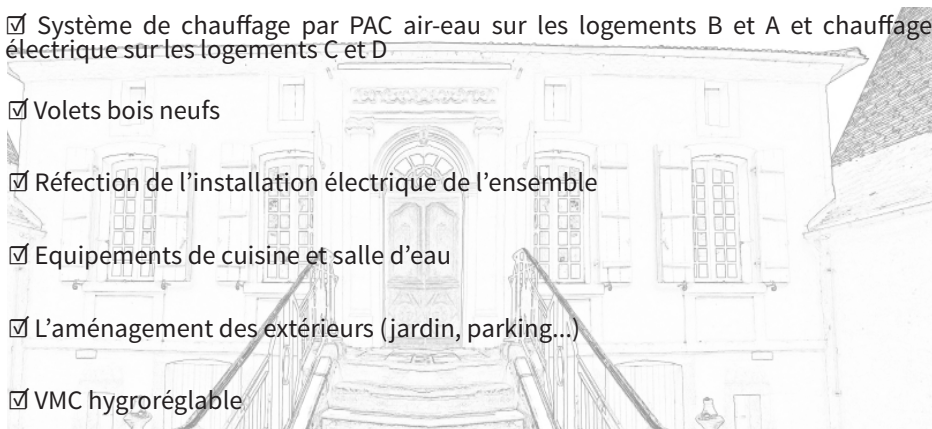 ☑ Système de chauffage par PAC air-eau sur les logements B et A et chauffage
électrique sur les logements C et D
☑ Volets bois neufs
☑ Réfection de l’installation électrique de l’ensemble
☑ Equipements de cuisine et salle d’eau
☑ L’aménagement des extérieurs (jardin, parking...)
☑ VMC hygroréglable